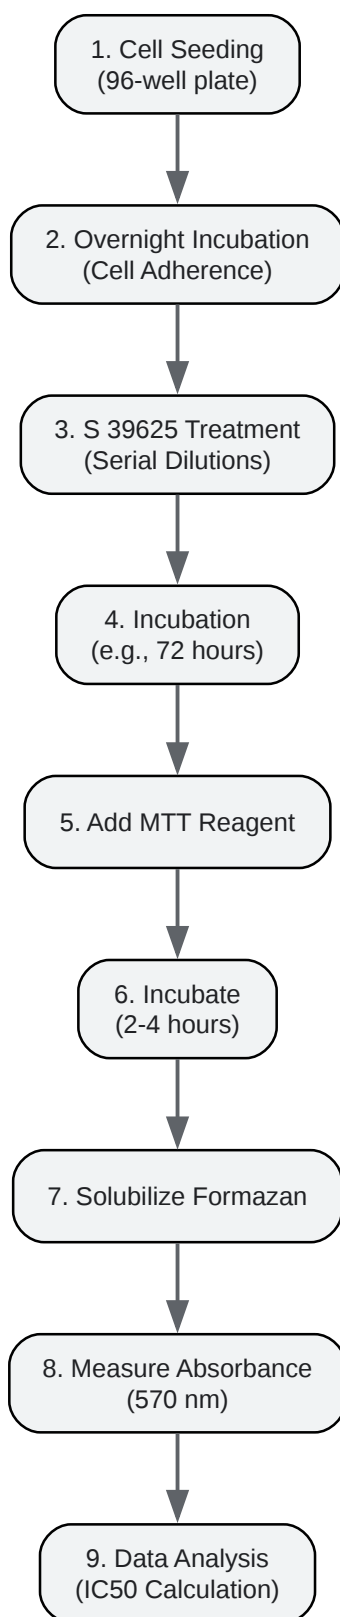 1. Cell Seeding
(96-well plate)
2. Overnight Incubation
(Cell Adherence)
3. S 39625 Treatment
(Serial Dilutions)
4. Incubation
(e.g., 72 hours)
5. Add MTT Reagent
6. Incubate
(2-4 hours)
7. Solubilize Formazan
8. Measure Absorbance
(570 nm)
9. Data Analysis
(IC50 Calculation)